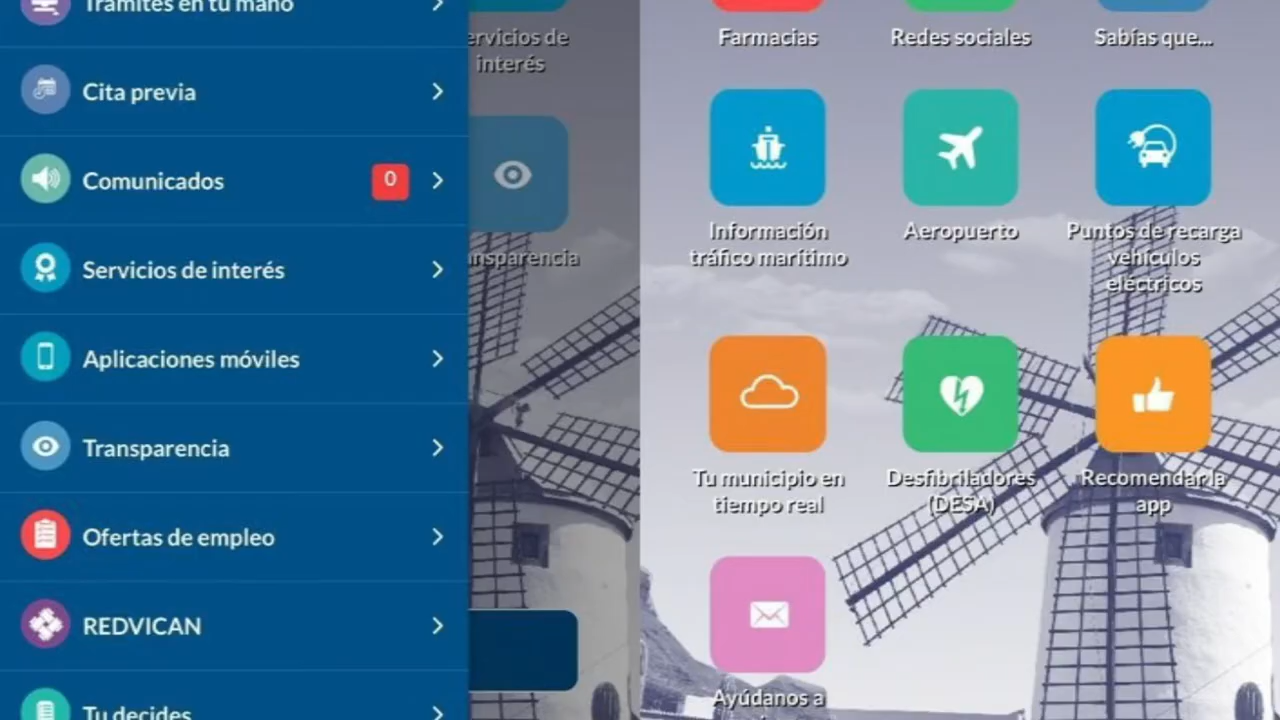 Trámites en tu mano
Cita previa
Comunicados
0
Servicios de interés
Aplicaciones móviles
Transparencia
Ofertas de empleo
REDVICAN
Tu decides
ervicios de
interés
nsparencia
Farmacias
Redes sociales
Sabías que...
Información
tráfico marítimo
Aeropuerto
Puntos de recarga
vehículos
eléctricos
Tu municipio en
tiempo real
Desfibriladores
(DESA)
Recomendar la
app
Ayúdanos a